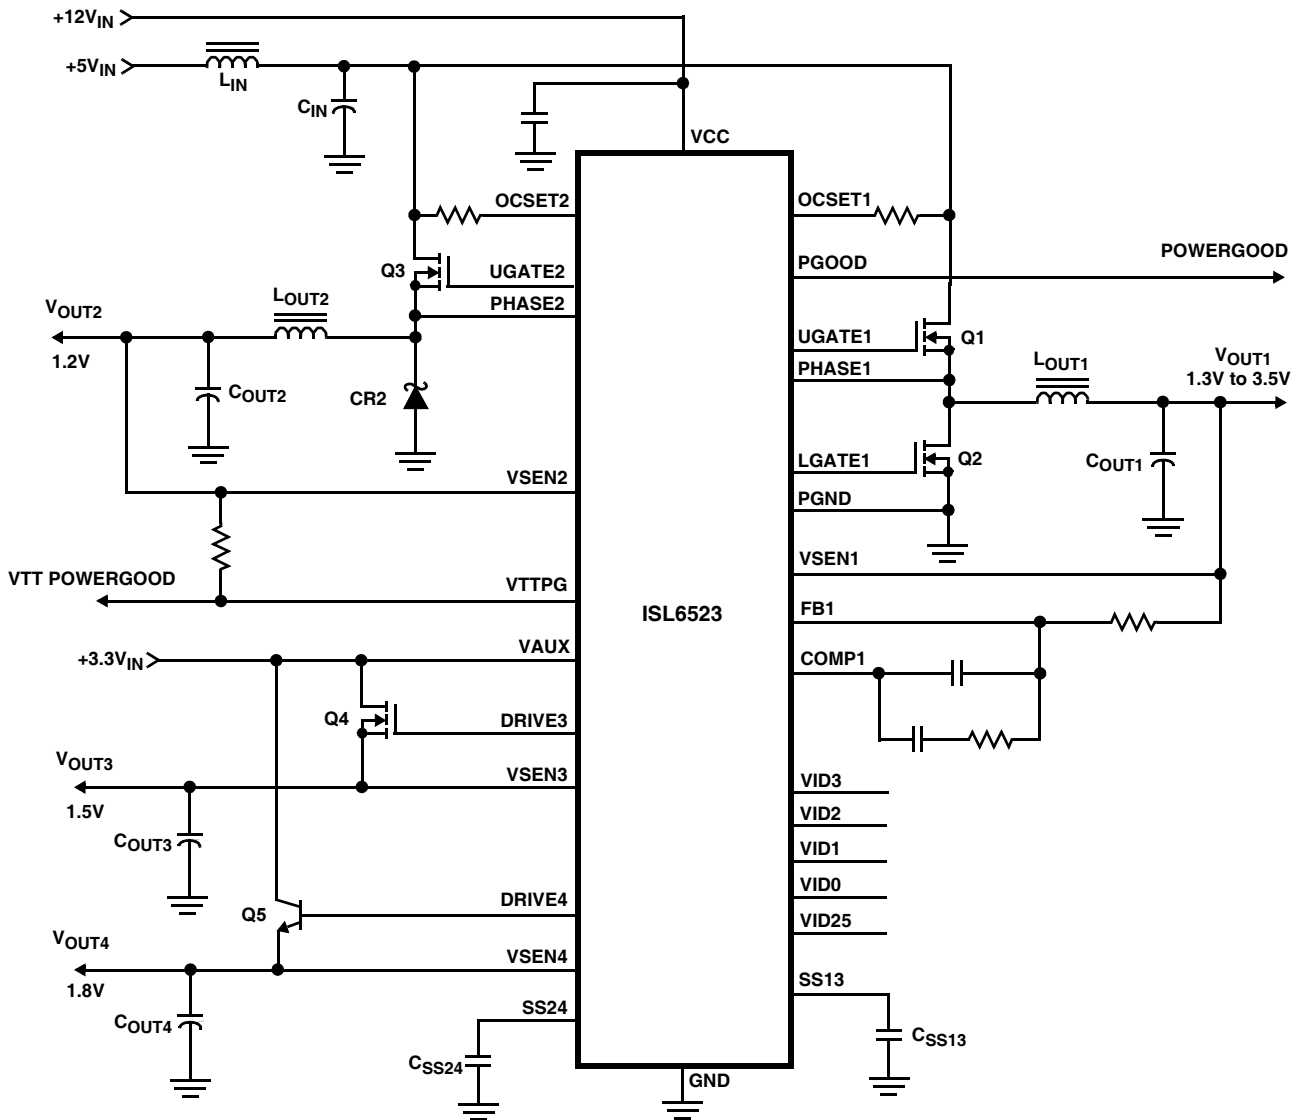 +12VIN
+5VIN
LIN
CIN
VCC
OCSET2
OCSET1
PGOOD
POWERGOOD
Q3
UGATE2
PHASE2
LOUT2
VOUT2
1.2V
COUT2
CR2
UGATE1
Q1
PHASE1
LOUT1
VOUT1
1.3V to 3.5V
LGATE1
Q2
COUT1
PGND
VSEN2
VSEN1
VTT POWERGOOD
VTTPG
ISL6523
FB1
+3.3VIN
VAUX
COMP1
Q4
DRIVE3
VOUT3
1.5V
VSEN3
COUT3
VID3
VID2
VID1
VID0
VID25
Q5
DRIVE4
VOUT4
1.8V
VSEN4
COUT4
SS24
CSS24
SS13
CSS13
GND